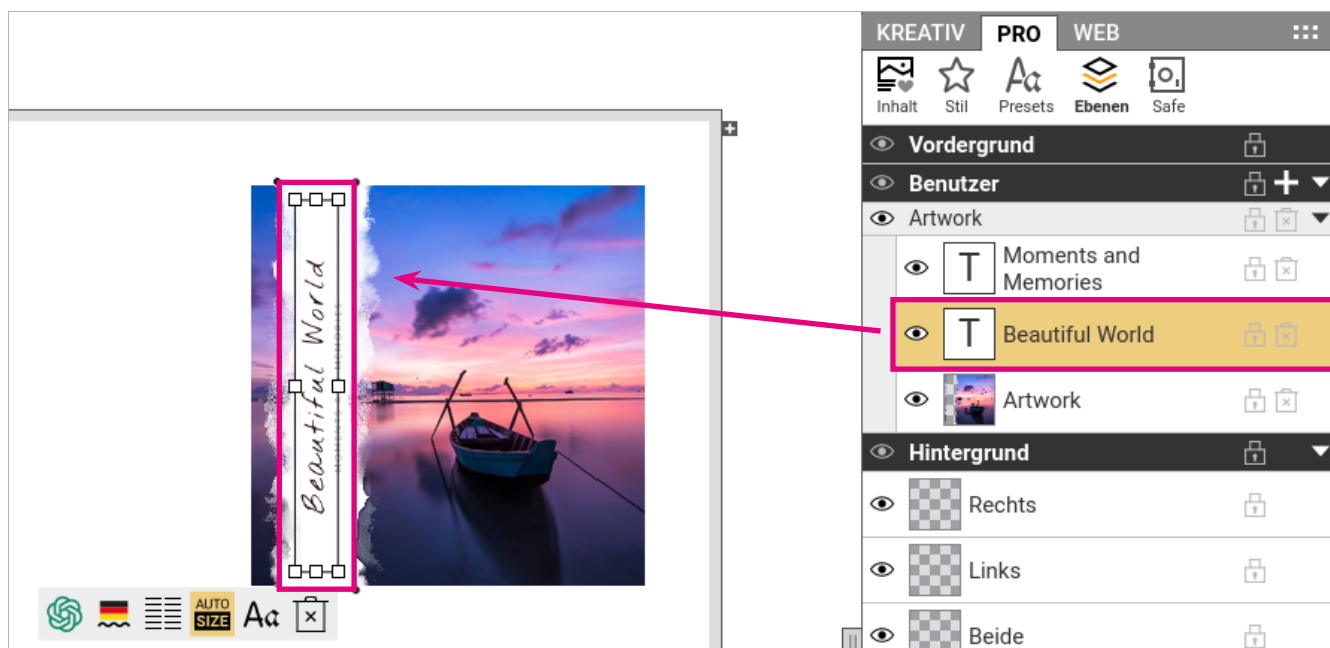 KREATIV PRO WEB
Inhalt Stil Presets Ebenen Safe
Vordergrund
Benutzer
Artwork
T Moments and
Memories
T Beautiful World
Artwork
Hintergrund
Rechts
Links
Beide
Beautiful World
MEMORIES
AUTO
SIZE
Aa